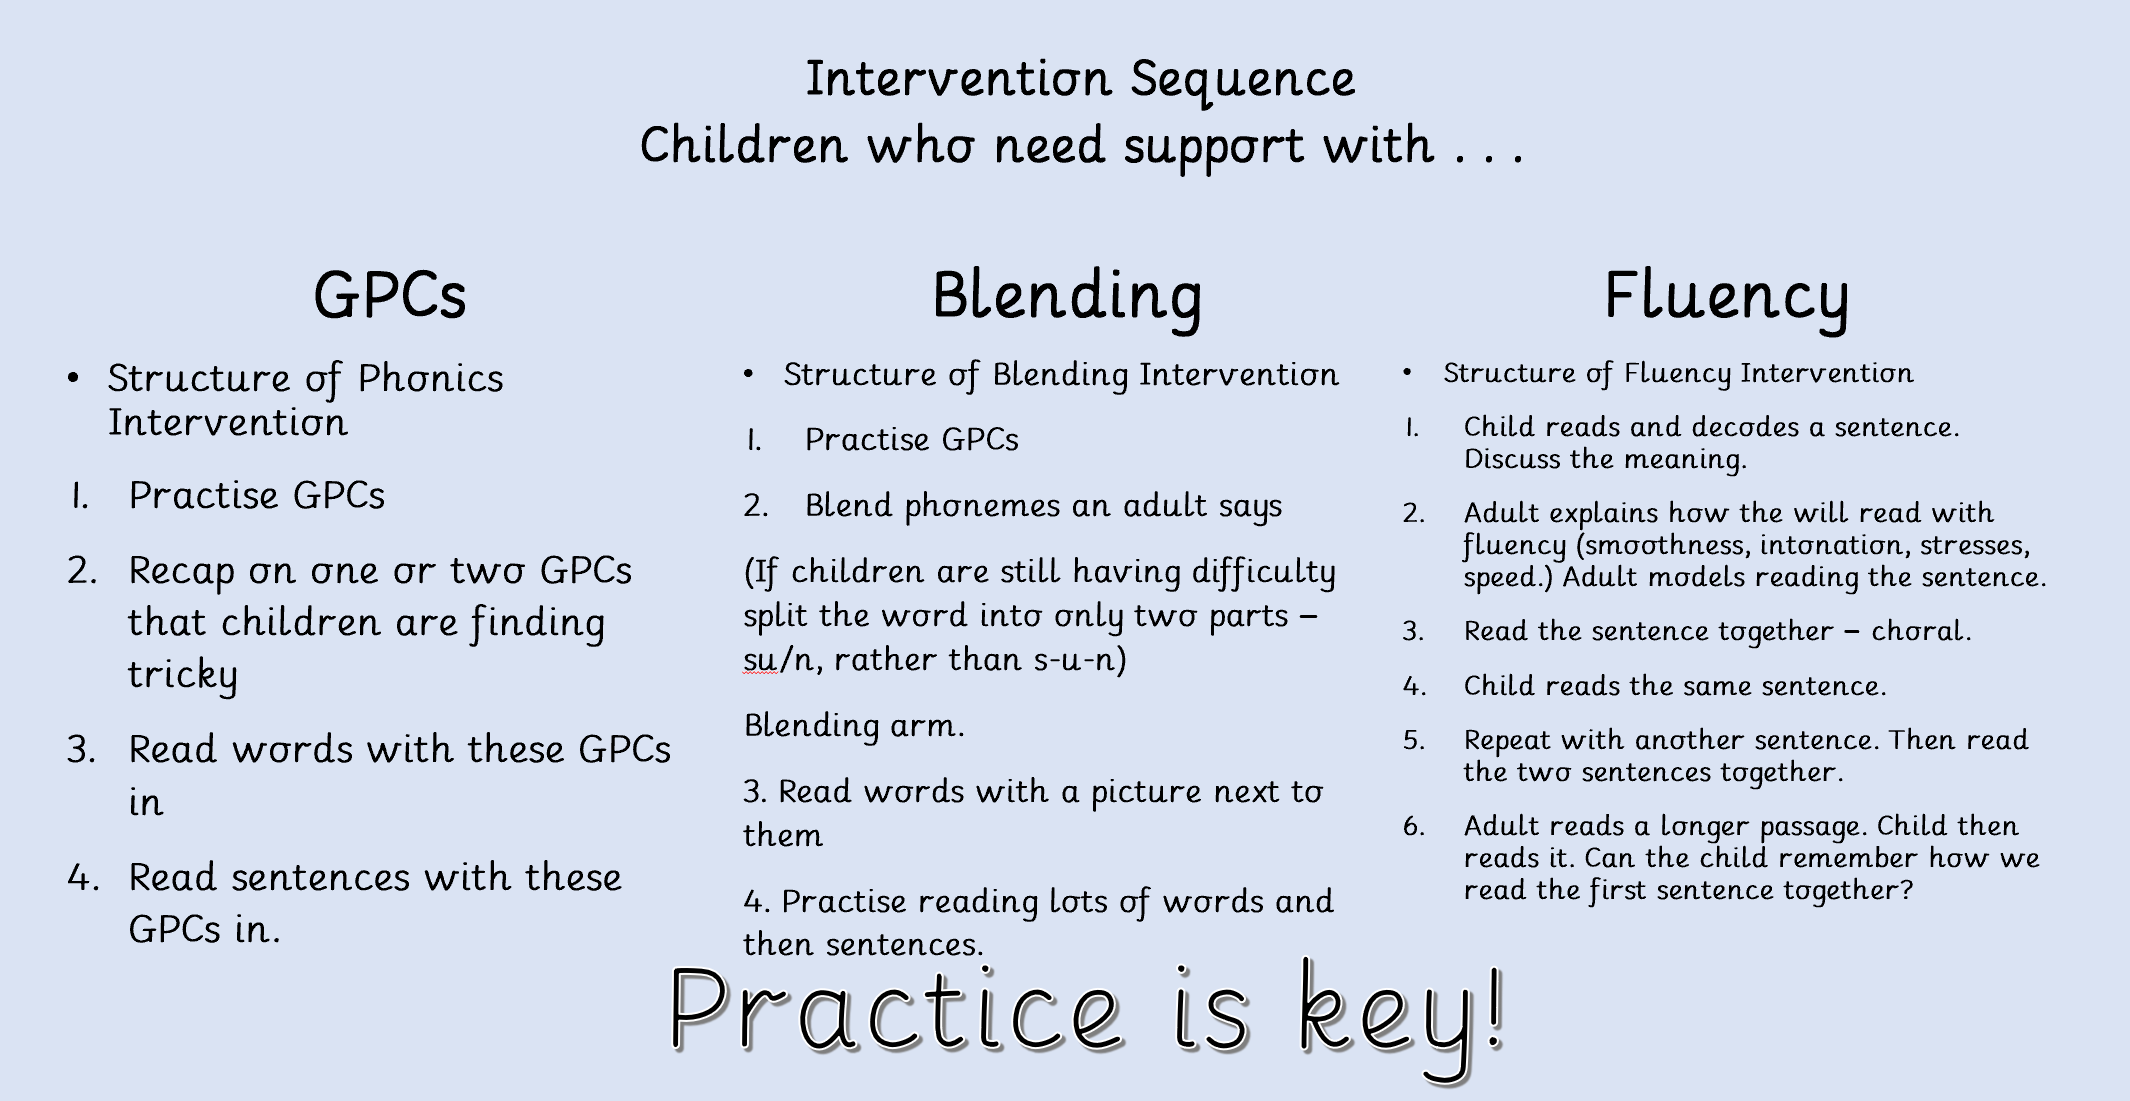 Intervention Sequence
Children who need support with . . .
GPCs
• Structure of Phonics
Intervention
1. Practise GPCs
2. Recap on one or two GPCs
that children are finding
tricky
3. Read words with these GPCs
in
4. Read sentences with these
GPCs in.
Blending
• Structure of Blending Intervention
1. Practise GPCs
2. Blend phonemes an adult says
(If children are still having difficulty
split the word into only two parts –
su/n, rather than s-u-n)
Blending arm.
3. Read words with a picture next to
them
4. Practise reading lots of words and
then sentences.
Fluency
• Structure of Fluency Intervention
1. Child reads and decodes a sentence.
Discuss the meaning.
2. Adult explains how the will read with
fluency (smoothness, intonation, stresses,
speed.) Adult models reading the sentence.
3. Read the sentence together – choral.
4. Child reads the same sentence.
5. Repeat with another sentence. Then read
the two sentences together.
6. Adult reads a longer passage. Child then
reads it. Can the child remember how we
read the first sentence together?
Practice is key!